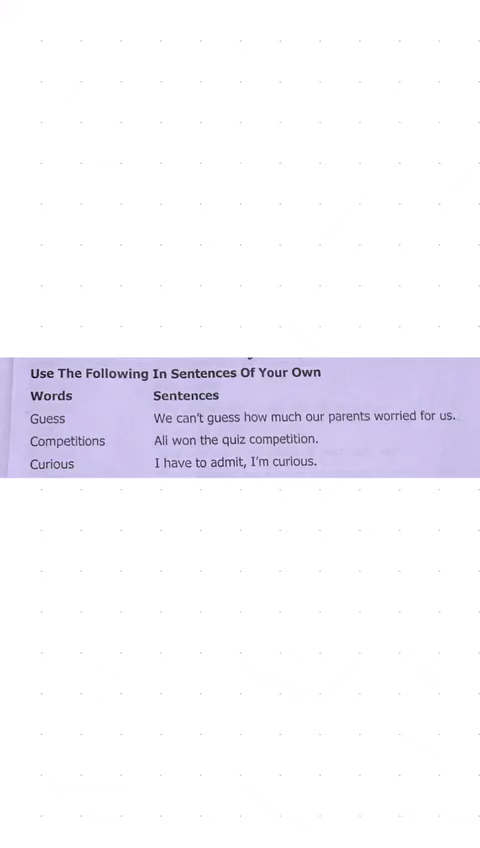 Use The Following In Sentences Of Your Own
Words Sentences
Guess We can't guess how much our parents worried for us.
Competitions Ali won the quiz competition.
Curious I have to admit, I'm curious.